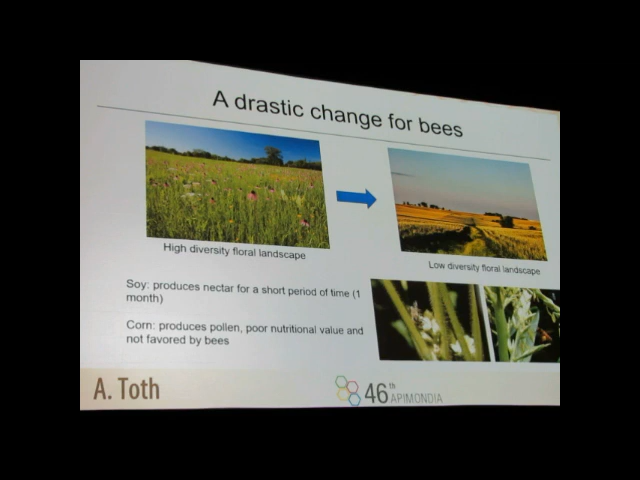 A drastic change for bees
High diversity floral landscape
Low diversity floral landscape
Soy: produces nectar for a short period of time (1
month)
Corn: produces pollen, poor nutritional value and
not favored by bees
A. Toth
46th APIMONDIA